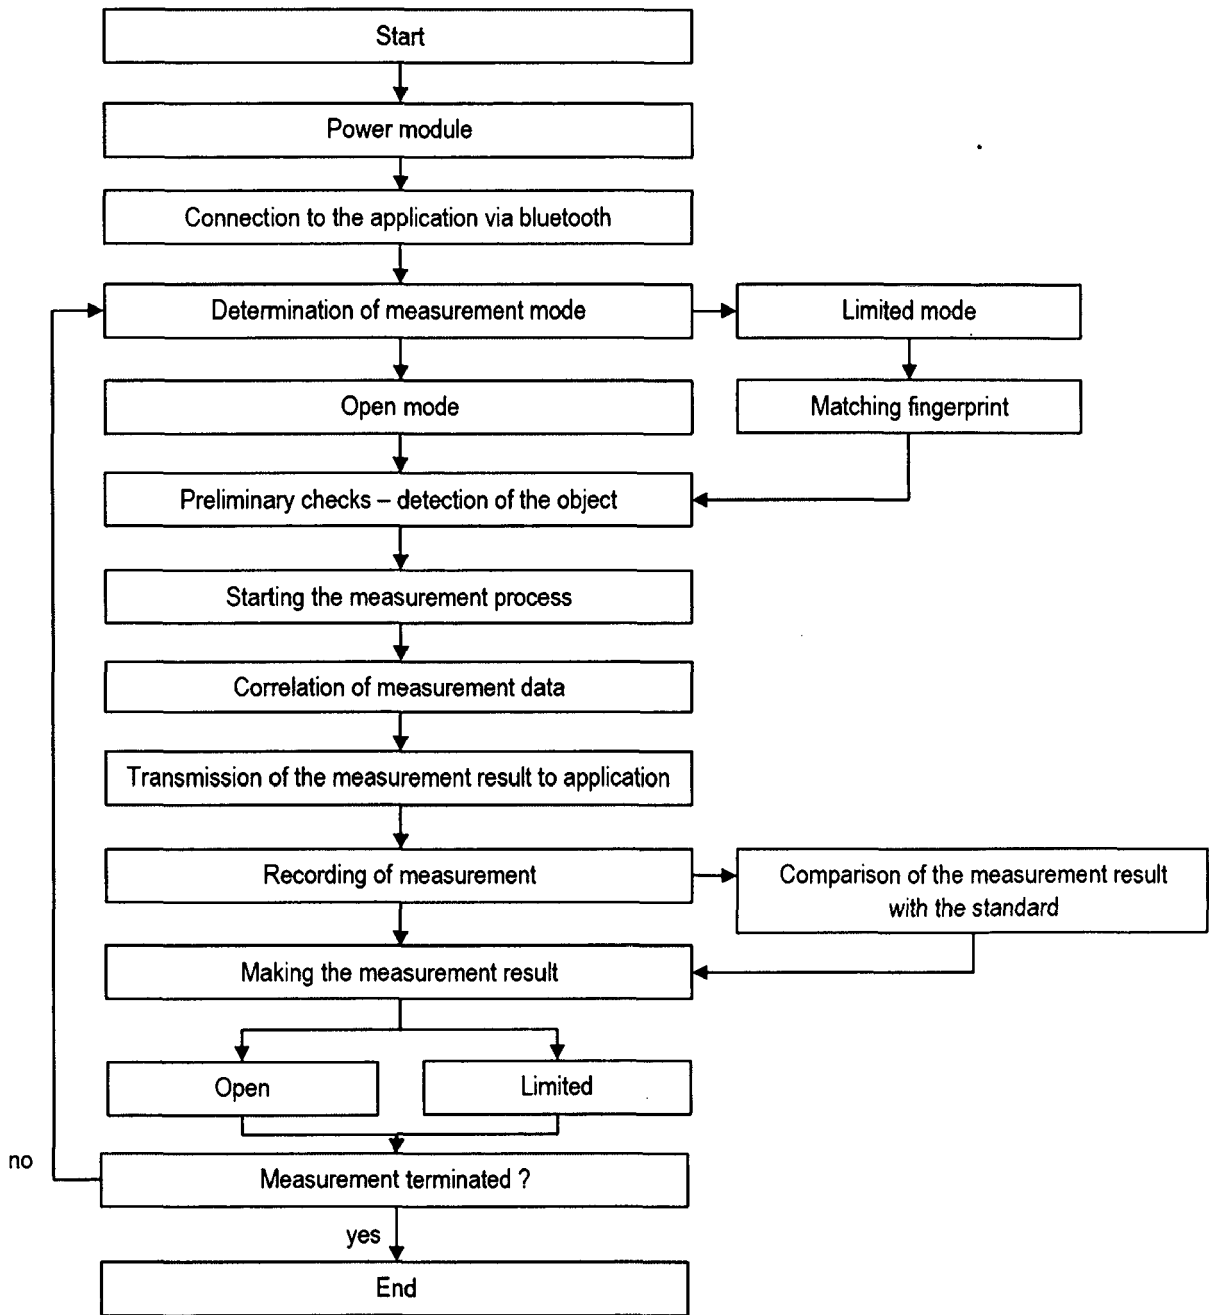 Start
Power module
Connection to the application via bluetooth
Determination of measurement mode
Limited mode
Open mode
Matching fingerprint
Preliminary checks – detection of the object
Starting the measurement process
Correlation of measurement data
Transmission of the measurement result to application
Recording of measurement
Comparison of the measurement result
with the standard
Making the measurement result
Open
Limited
no
Measurement terminated ?
yes
End